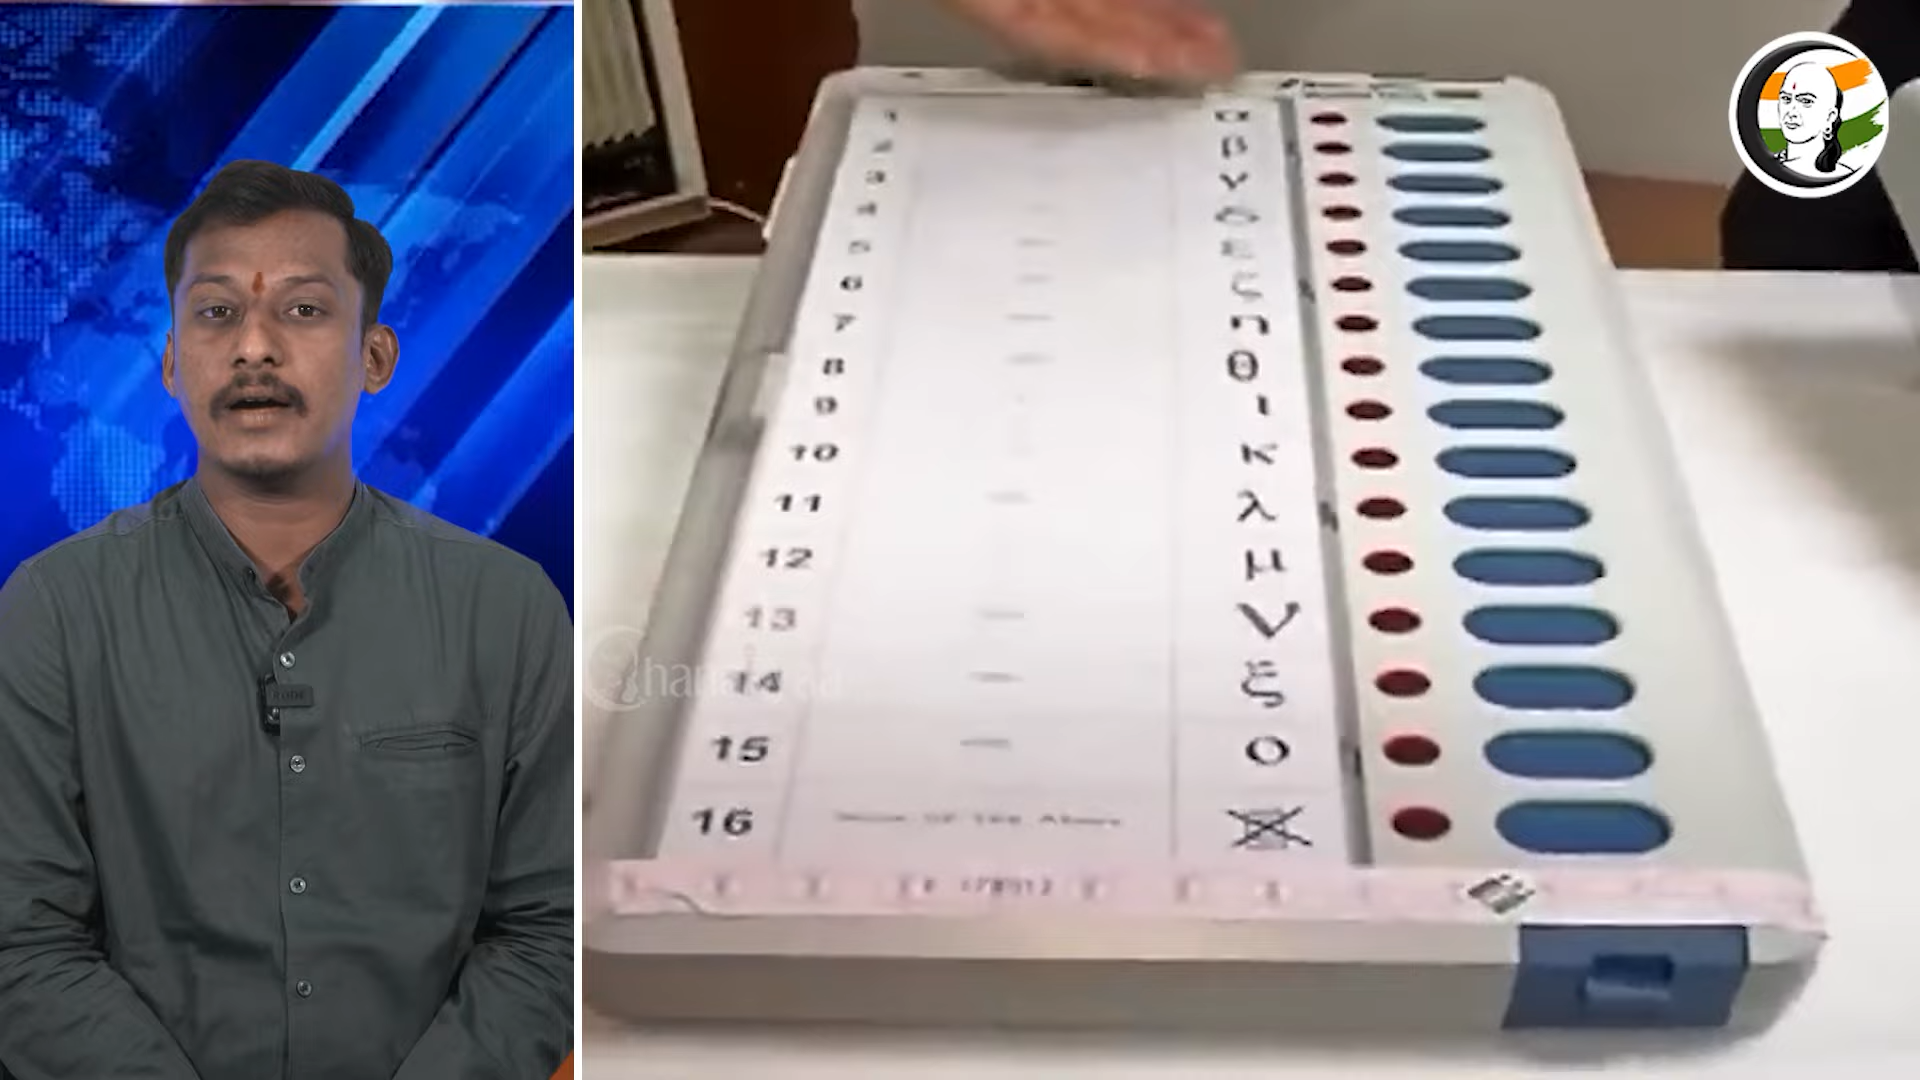 RODE
1 α
2 β
3 γ
4 δ
5 ε
6 ζ
7 η
8 θ
9 ι
10 κ
11 λ
12 μ
13 ν
14 ξ
15 ο
16 None Of The Above